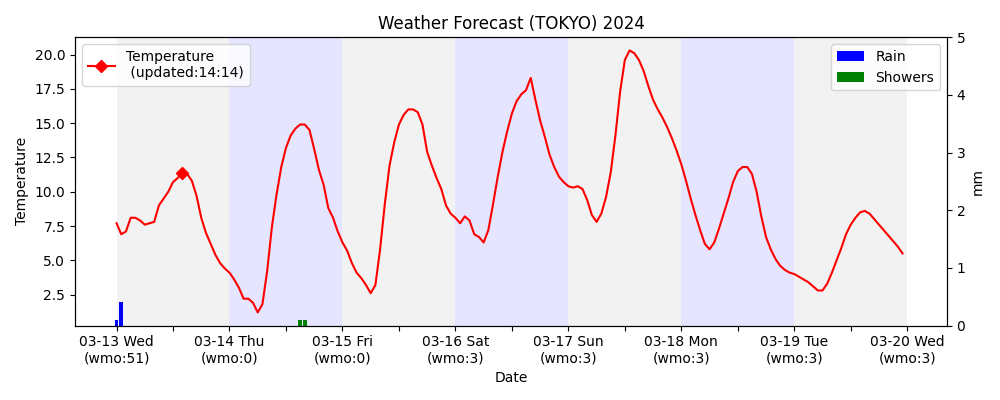 Weather Forecast (TOKYO) 2024
Temperature
(updated:14:14)
Rain
Showers
20.0
17.5
15.0
12.5
10.0
7.5
5.0
2.5
Temperature
5
4
3
2
1
0
mm
03-13 Wed
(wmo:51)
03-14 Thu
(wmo:0)
03-15 Fri
(wmo:0)
03-16 Sat
(wmo:3)
03-17 Sun
(wmo:3)
03-18 Mon
(wmo:3)
03-19 Tue
(wmo:3)
03-20 Wed
(wmo:3)
Date